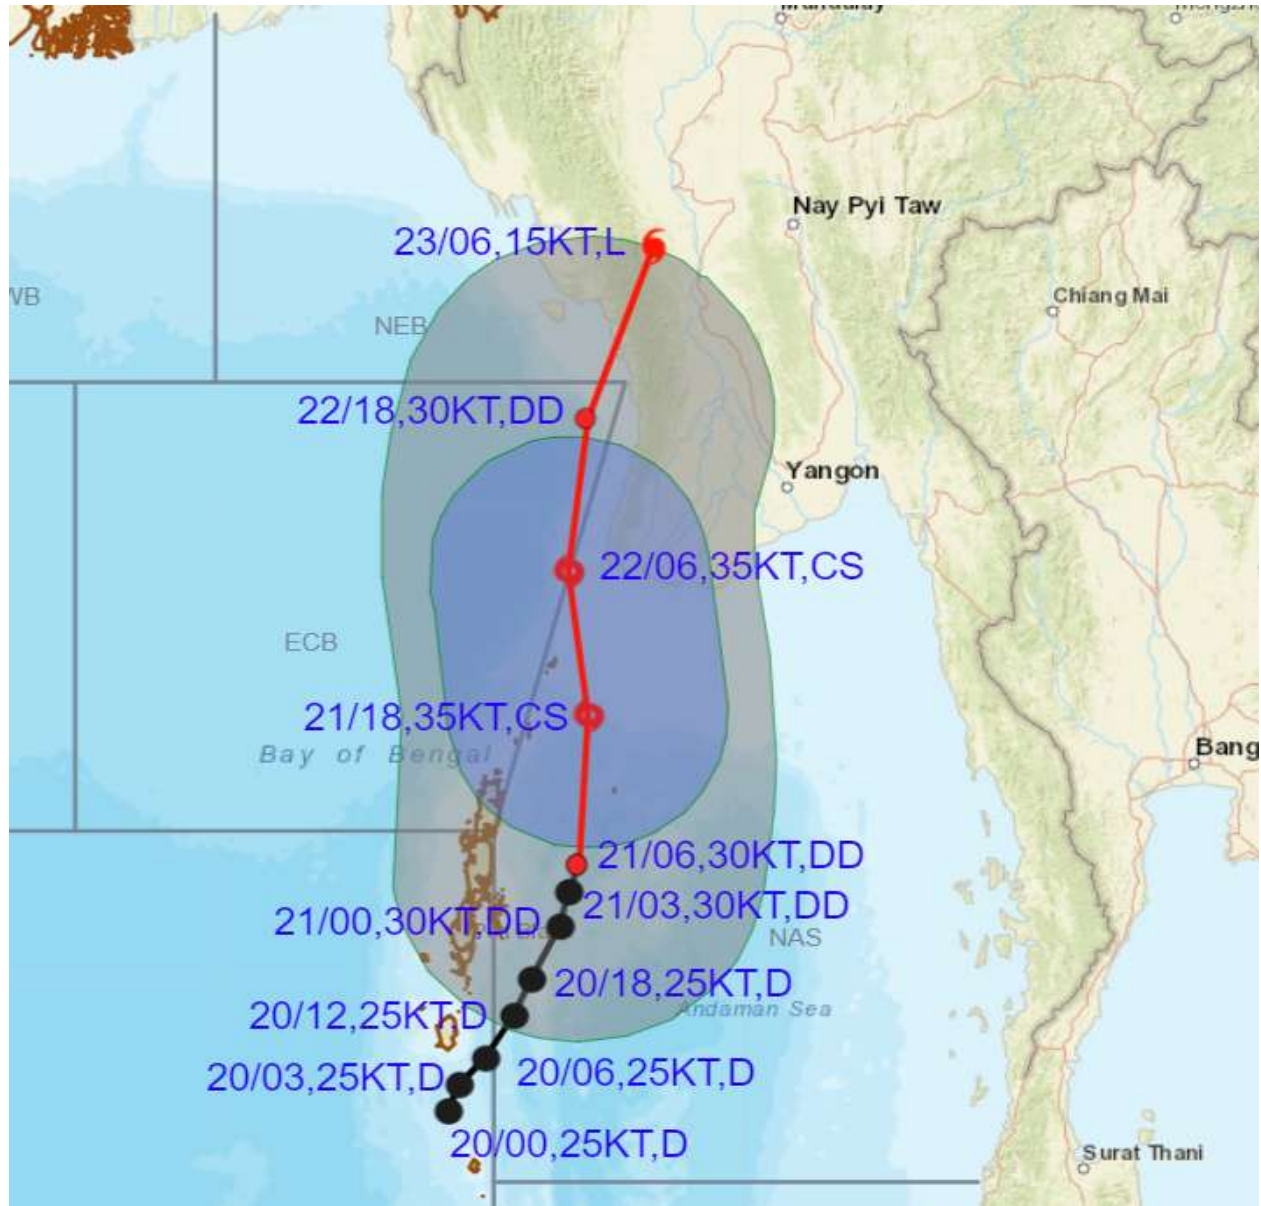 Mandalay
Nay Pyi Taw
23/06,15KT,L
Chiang Mai
NEB
22/18,30KT,DD
Yangon
22/06,35KT,CS
ECB
21/18,35KT,CS
Bay of Bengal
Bang
21/06,30KT,DD
21/03,30KT,DD
21/00,30KT,DD
NAS
20/18,25KT,D
Andaman Sea
20/12,25KT,D
20/06,25KT,D
20/03,25KT,D
20/00,25KT,D
Surat Thani